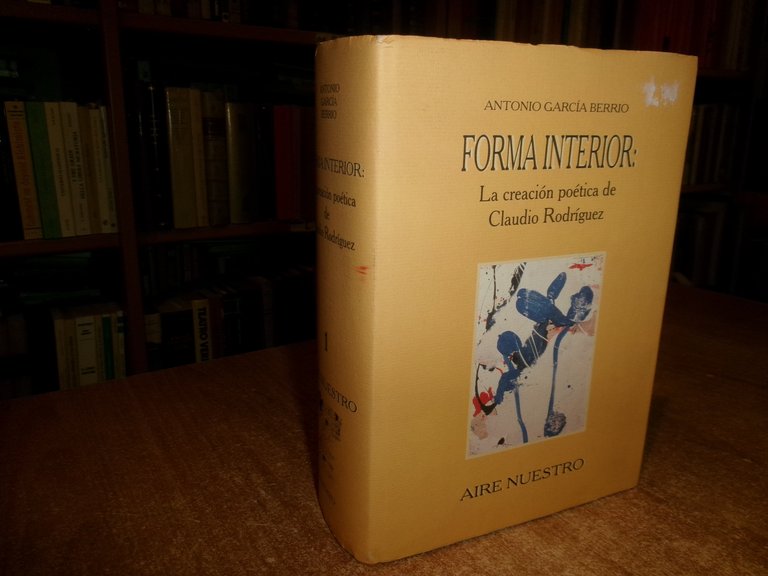 ANTONIO
GARCÍA
BERRIO
INTERIOR:
poética
de
Rodríguez
1
NUESTRO
ANTONIO GARCÍA BERRIO
FORMA INTERIOR:
La creación poética de
Claudio Rodríguez
AIRE NUESTRO